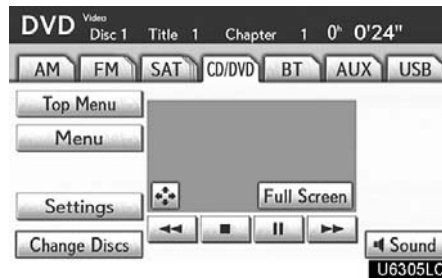 DVD Video Disc 1 Title 1 Chapter 1 0h 0'24"
AM FM SAT CD/DVD BT AUX USB
Top Menu
Menu
Full Screen
Settings
Change Discs
Sound
U6305LC